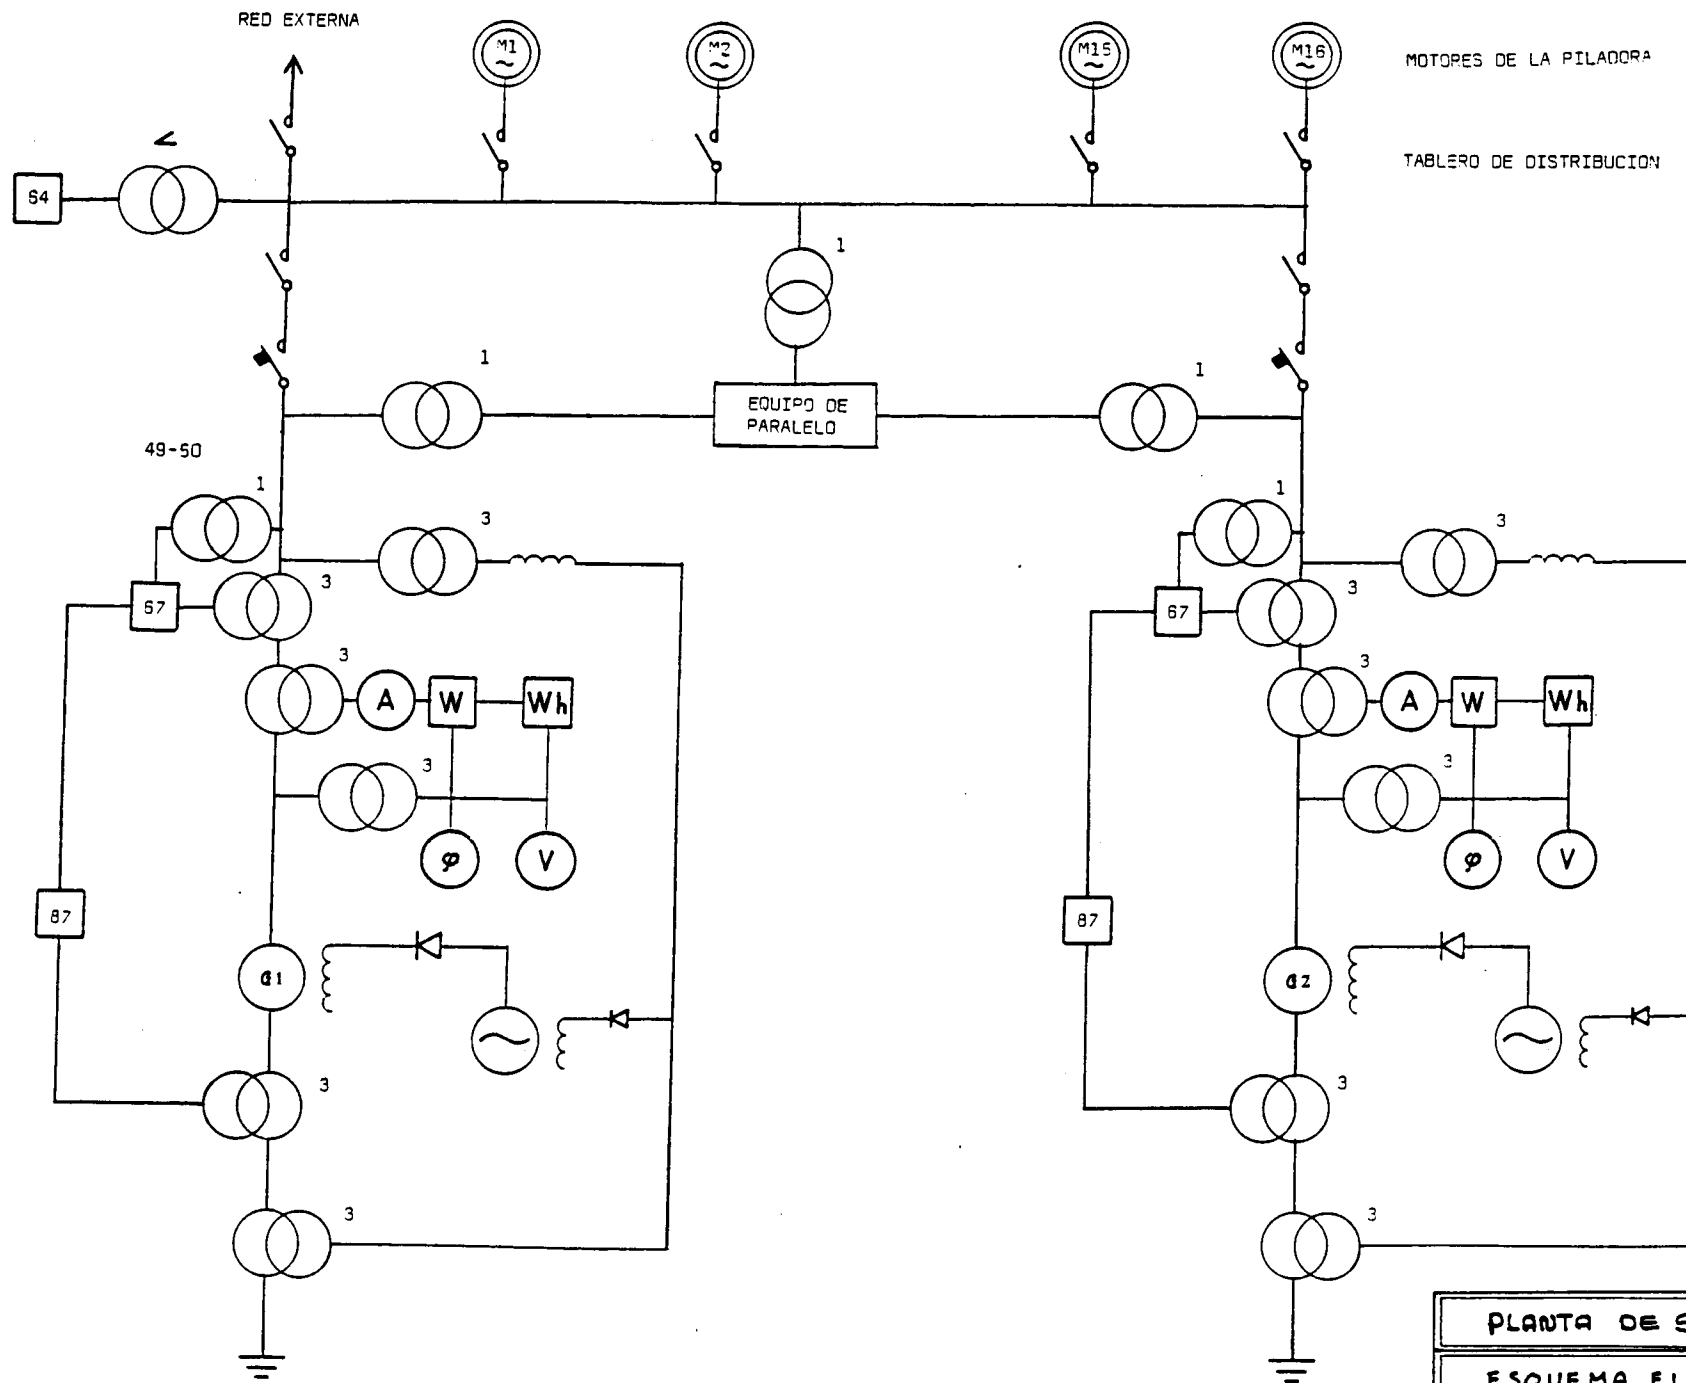 RED EXTERNA
M1
~
M2
~
M15
~
M16
~
MOTORES DE LA PILADORA
<
TABLERO DE DISTRIBUCION
64
1
1
1
EQUIPO DE
PARALELO
49-50
1
3
1
3
67
3
67
3
3
A
W
Wh
3
A
W
Wh
3
φ
V
3
φ
V
87
87
G1
G2
3
3
3
3
PLANTA DE